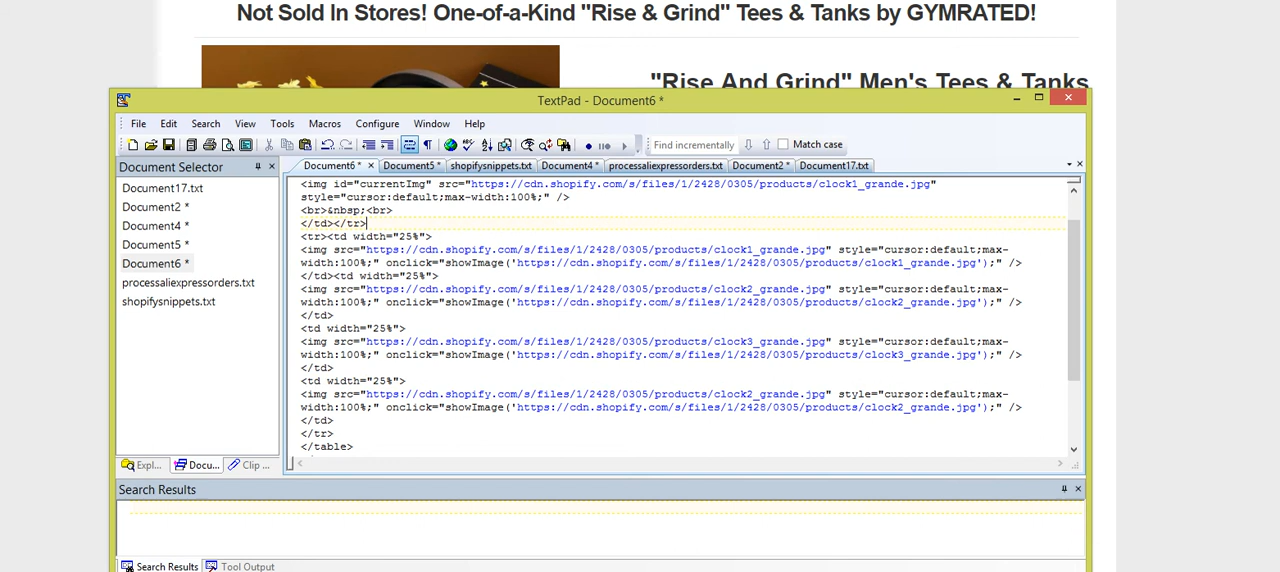 Not Sold In Stores! One-of-a-Kind "Rise & Grind" Tees & Tanks by GYMRATED!
"Rise And Grind" Men's Tees & Tanks
TextPad - Document6 *
File Edit Search View Tools Macros Configure Window Help
Find incrementally Match case
Document Selector
Document6 * Document5 * shopifysnippets.txt Document4 * processaliexpressorders.txt Document2 * Document17.txt
Document17.txt
Document2 *
Document4 *
Document5 *
Document6 *
processaliexpressorders.txt
shopifysnippets.txt
<img id="currentImg" src="https://cdn.shopify.com/s/files/1/2428/0305/products/clock1_grande.jpg"
style="cursor:default;max-width:100%;" />
<br>&nbsp;<br>
</td></tr>
<tr><td width="25%">
<img src="https://cdn.shopify.com/s/files/1/2428/0305/products/clock1_grande.jpg" style="cursor:default;max-
width:100%;" onclick="showImage('https://cdn.shopify.com/s/files/1/2428/0305/products/clock1_grande.jpg');" />
</td><td width="25%">
<img src="https://cdn.shopify.com/s/files/1/2428/0305/products/clock2_grande.jpg" style="cursor:default;max-
width:100%;" onclick="showImage('https://cdn.shopify.com/s/files/1/2428/0305/products/clock2_grande.jpg');" />
</td>
<td width="25%">
<img src="https://cdn.shopify.com/s/files/1/2428/0305/products/clock3_grande.jpg" style="cursor:default;max-
width:100%;" onclick="showImage('https://cdn.shopify.com/s/files/1/2428/0305/products/clock3_grande.jpg');" />
</td>
<td width="25%">
<img src="https://cdn.shopify.com/s/files/1/2428/0305/products/clock2_grande.jpg" style="cursor:default;max-
width:100%;" onclick="showImage('https://cdn.shopify.com/s/files/1/2428/0305/products/clock2_grande.jpg');" />
</td>
</tr>
</table>
Expl... Docu... Clip ...
Search Results
Search Results Tool Output